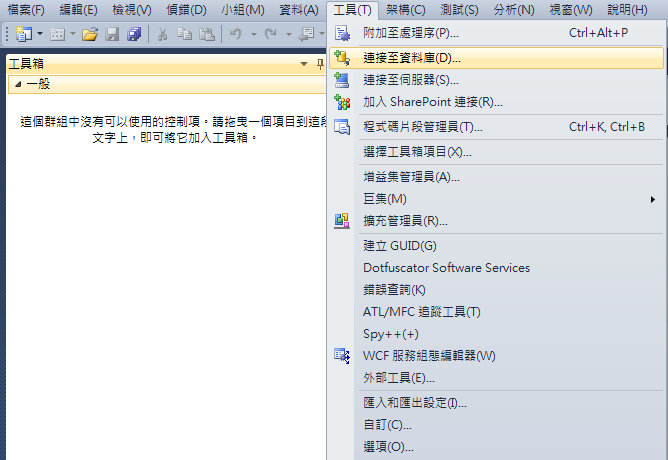 檔案(F) 編輯(E) 檢視(V) 偵錯(D) 小組(M) 資料(A) 工具(T) 架構(C) 測試(S) 分析(N) 視窗(W) 說明(H)
工具箱
一般
這個群組中沒有可以使用的控制項。請拖曳一個項目到這段
文字上，即可將它加入工具箱。
附加至處理序(P)... Ctrl+Alt+P
連接至資料庫(D)...
連接至伺服器(S)...
加入 SharePoint 連接(R)...
程式碼片段管理員(T)... Ctrl+K, Ctrl+B
選擇工具箱項目(X)...
增益集管理員(A)...
巨集(M)
擴充管理員(R)...
建立 GUID(G)
Dotfuscator Software Services
錯誤查詢(K)
ATL/MFC 追蹤工具(T)
Spy++(+)
WCF 服務組態編輯器(W)
外部工具(E)...
匯入和匯出設定(I)...
自訂(C)...
選項(O)...